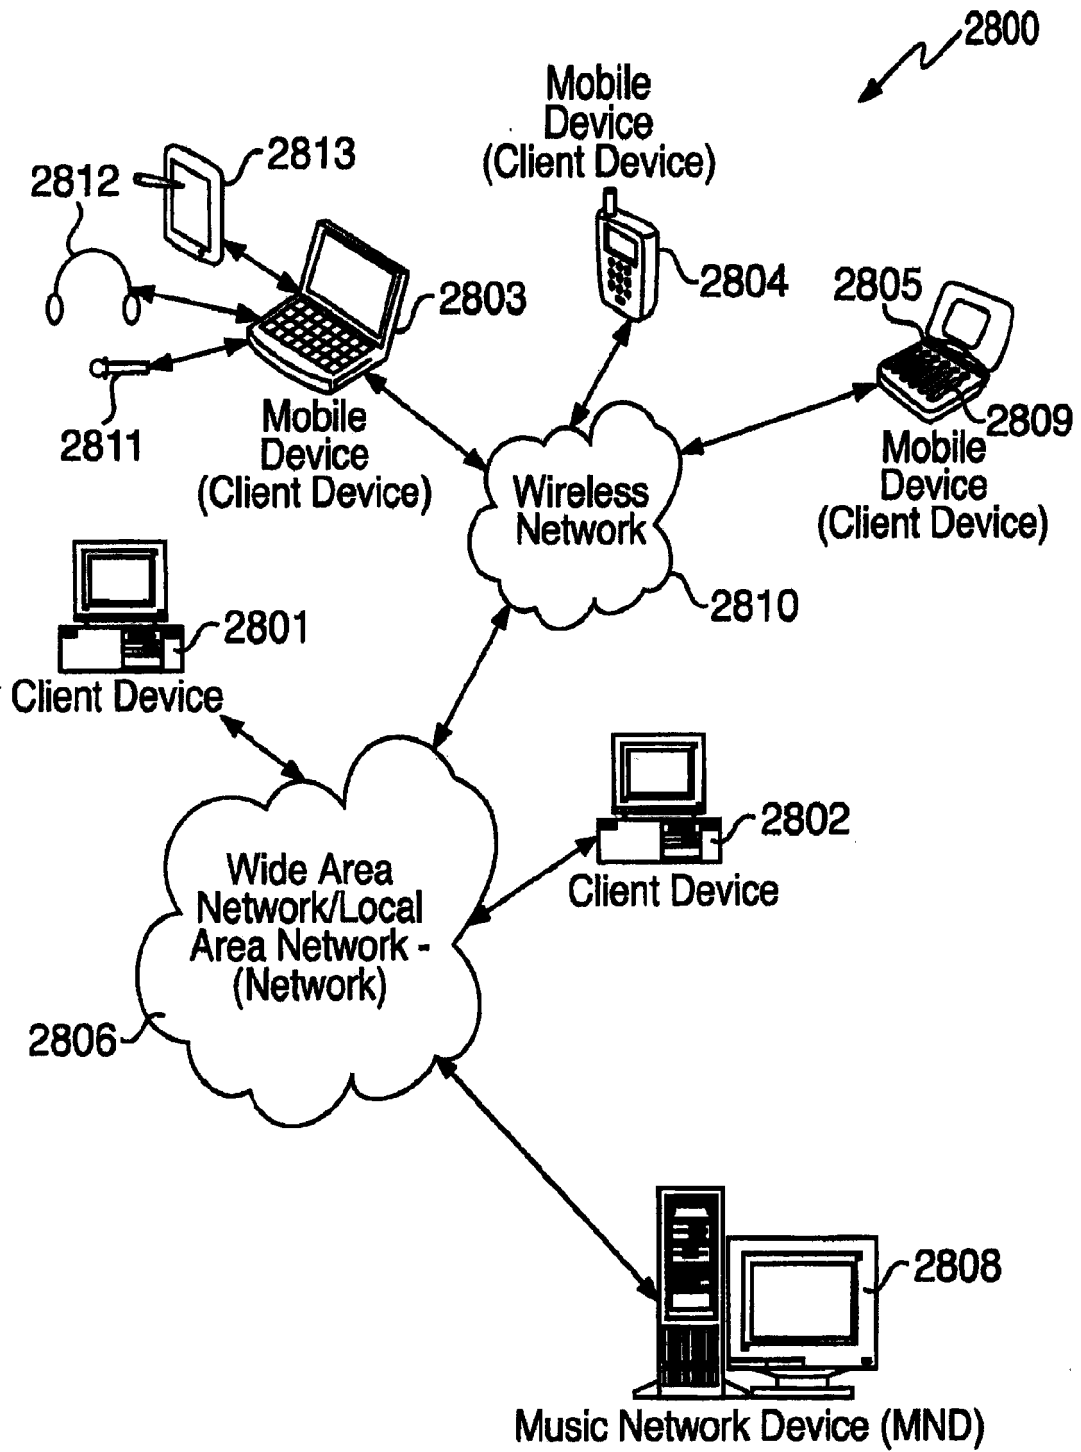 2800
Mobile
Device
(Client Device)
2813
2812
2803
2804
2805
2811
2809
Mobile
Device
(Client Device)
Mobile
Device
(Client Device)
Wireless
Network
2810
2801
Client Device
2802
Client Device
Wide Area
Network/Local
Area Network -
(Network)
2806
2808
Music Network Device (MND)